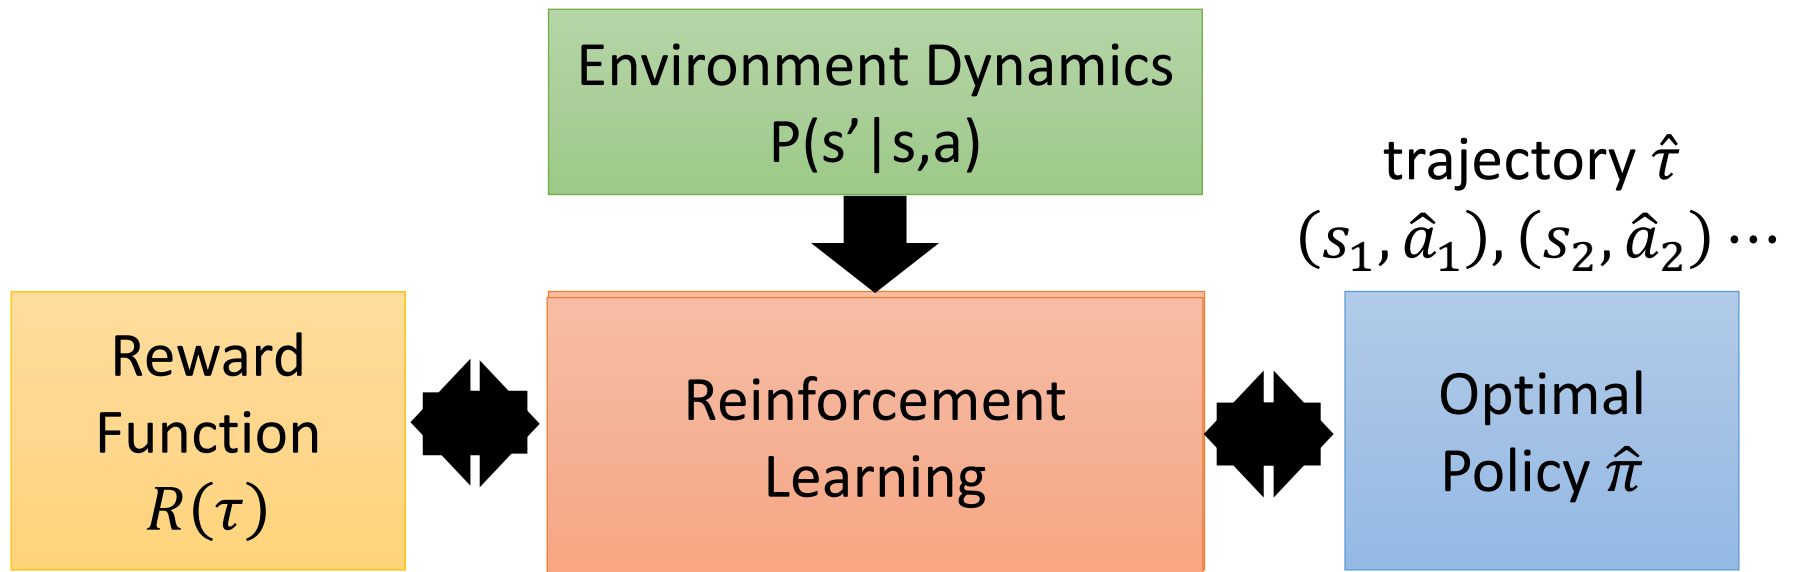 Environment Dynamics
P(s’|s,a)
trajectory τ̂
(s₁,â₁),(s₂,â₂)⋯
Reward
Function
R(τ)
Reinforcement
Learning
Optimal
Policy π̂